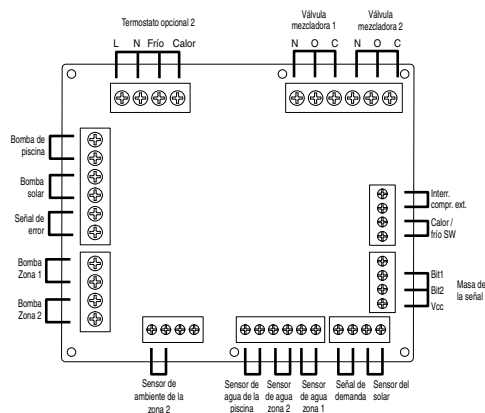 Termostato opcional 2
Válvula
mezcladora 1
Válvula
mezcladora 2
L N Frío Calor
N O C N O C
Bomba de
piscina
Bomba
solar
Señal de
error
Bomba
Zona 1
Bomba
Zona 2
Interr.
compr. ext.
Calor /
frío SW
Bit1
Bit2
Vcc
Masa de
la señal
Sensor de
ambiente de la
zona 2
Sensor de
agua de la
piscina
Sensor
de agua
zona 2
Sensor
de agua
zona 1
Señal de
demanda
Sensor del
solar